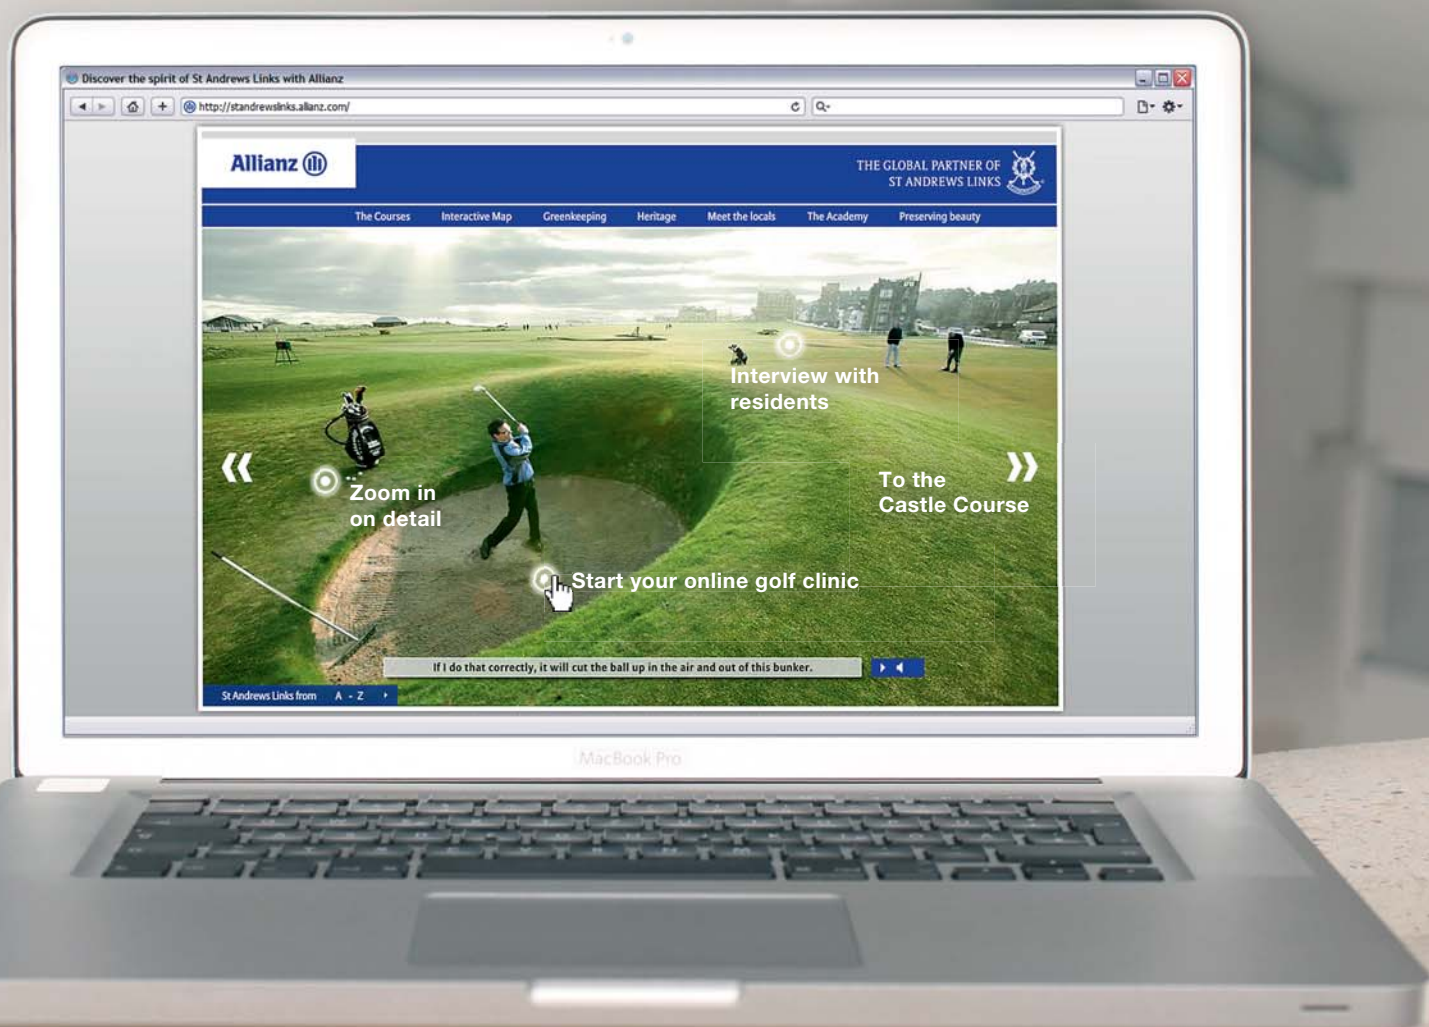 Discover the spirit of St Andrews Links with Allianz
http://standrewslinks.allianz.com/
Allianz
THE GLOBAL PARTNER OF
ST ANDREWS LINKS
The Courses Interactive Map Greenkeeping Heritage Meet the locals The Academy Preserving beauty
Interview with
residents
Zoom in
on detail
To the
Castle Course
Start your online golf clinic
If I do that correctly, it will cut the ball up in the air and out of this bunker.
St Andrews Links from A - Z
MacBook Pro